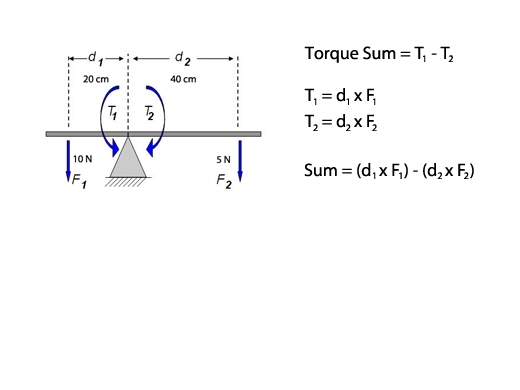 d1 d2
20 cm 40 cm
T1 T2
10 N 5 N
F1 F2
Torque Sum = T1 - T2
T1 = d1 x F1
T2 = d2 x F2
Sum = (d1 x F1) - (d2 x F2)